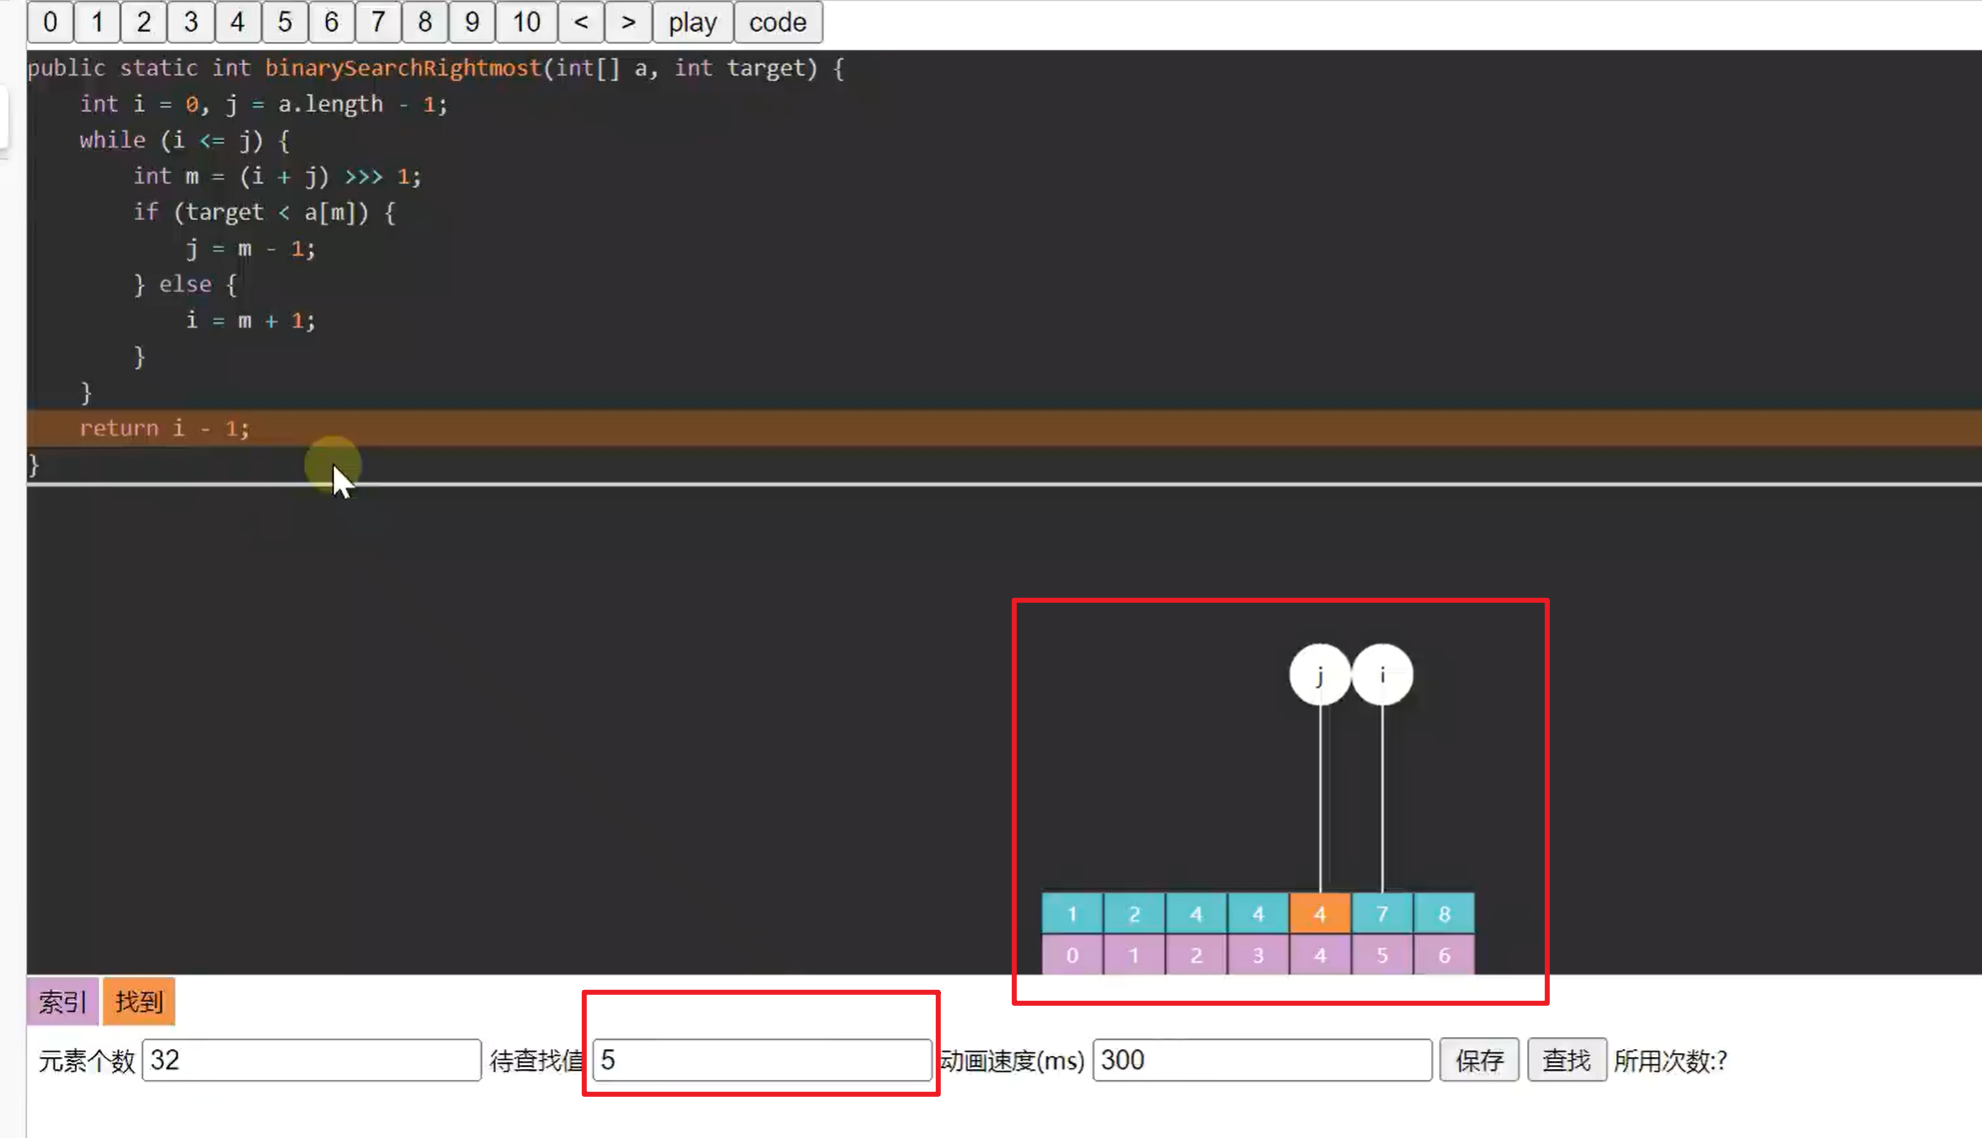 0 1 2 3 4 5 6 7 8 9 10 < > play code
public static int binarySearchRightmost(int[] a, int target) {
    int i = 0, j = a.length - 1;
    while (i <= j) {
        int m = (i + j) >>> 1;
        if (target < a[m]) {
            j = m - 1;
        } else {
            i = m + 1;
        }
    }
    return i - 1;
}
j i
1 2 4 4 4 7 8
0 1 2 3 4 5 6
索引 找到
元素个数 32 待查找值 5 动画速度(ms) 300 保存 查找 所用次数:?